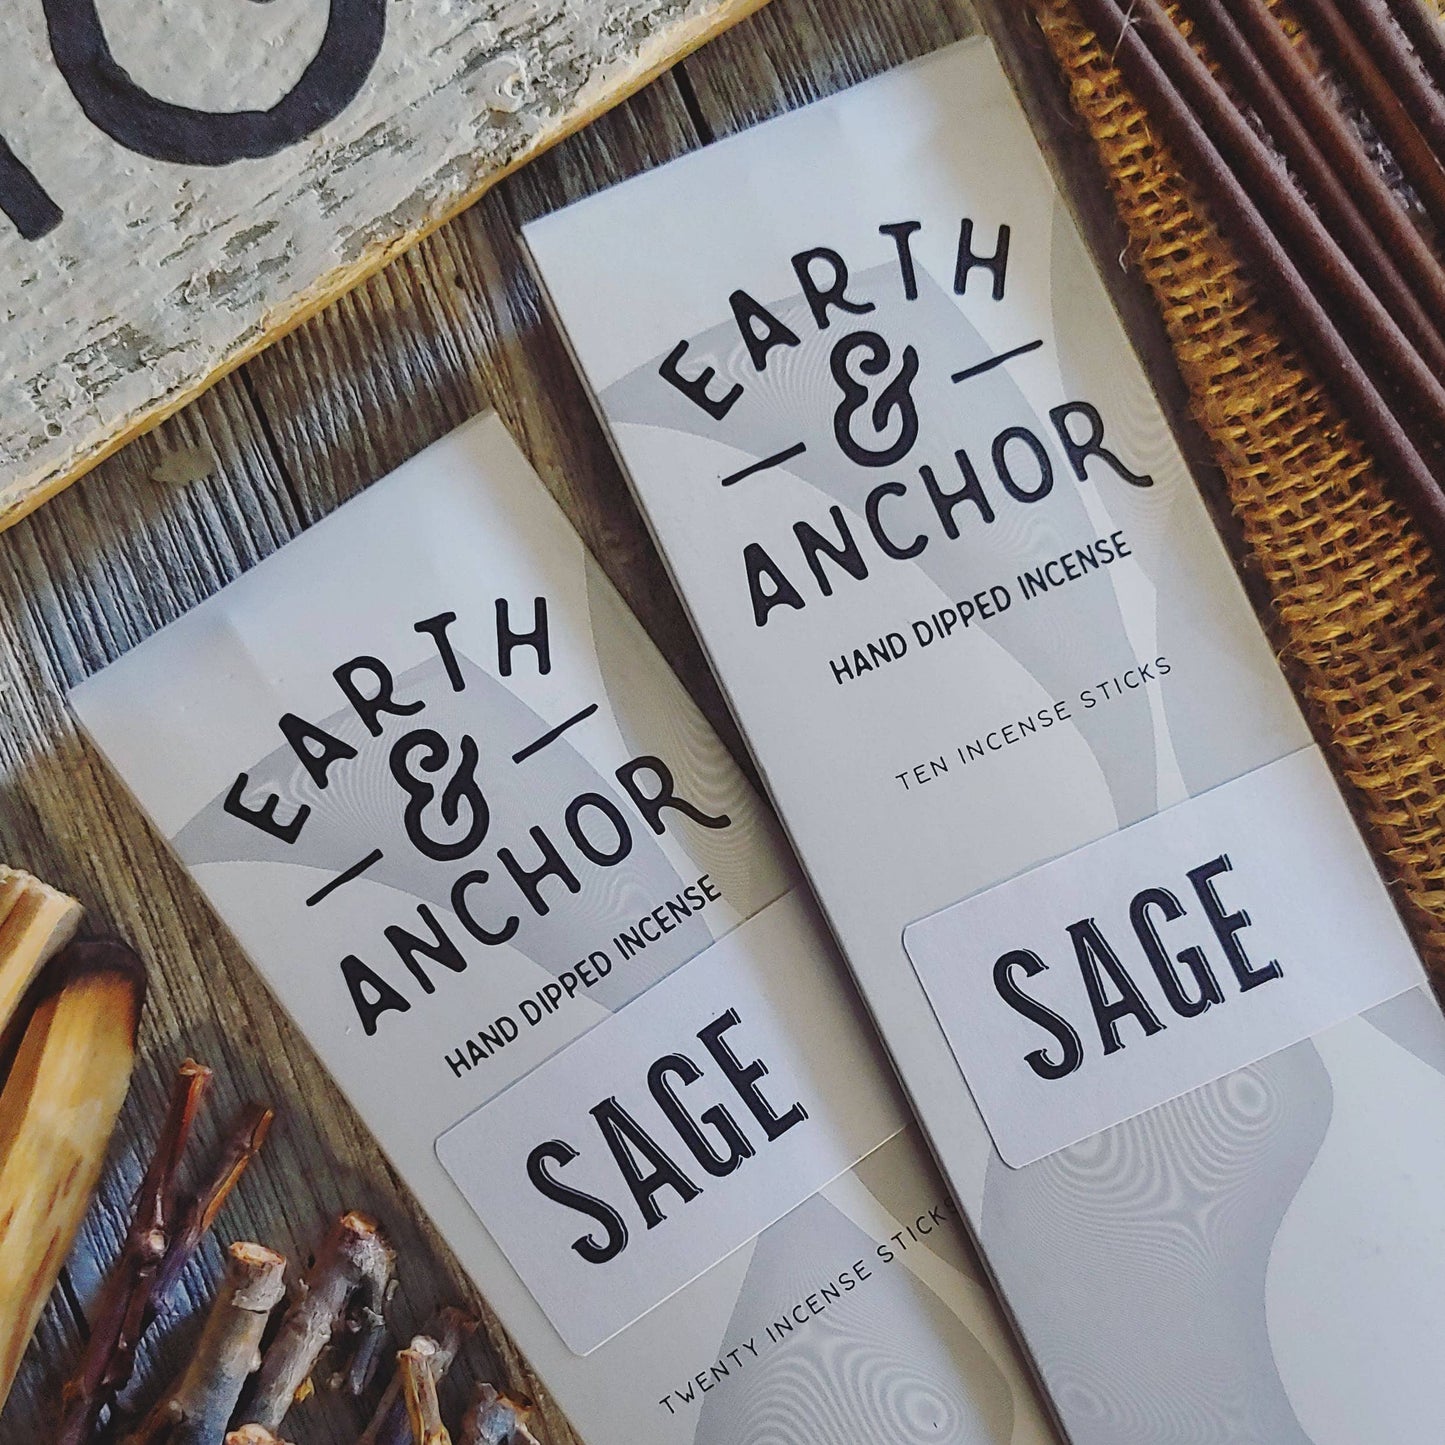 EARTH
&
ANCHOR
HAND DIPPED INCENSE
SAGE
TWENTY INCENSE STICKS
EARTH
&
ANCHOR
HAND DIPPED INCENSE
TEN INCENSE STICKS
SAGE